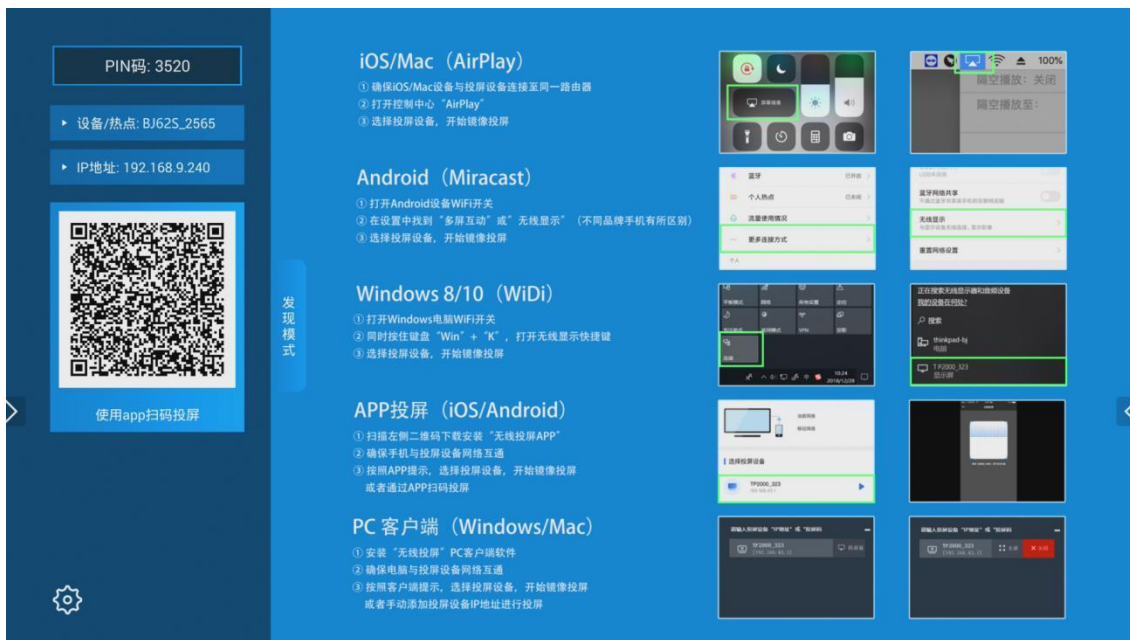 PIN码: 3520
设备/热点: BJ62S_2565
IP地址: 192.168.9.240
使用app扫码投屏
发现模式
iOS/Mac（AirPlay）
① 确保iOS/Mac设备与投屏设备连接至同一路由器
② 打开控制中心“AirPlay”
③ 选择投屏设备，开始镜像投屏
100%
隔空播放：关闭
隔空播放至：
Android（Miracast）
① 打开Android设备WiFi开关
② 在设置中找到“多屏互动”或”无线显示”（不同品牌手机有所区别）
③ 选择投屏设备，开始镜像投屏
蓝牙
个人热点
流量使用情况
更多连接方式
个人
蓝牙网络共享
无线显示
重置网络设置
Windows 8/10（WiDi）
① 打开Windows电脑WiFi开关
② 同时按住键盘“Win”+“K”，打开无线显示快捷键
③ 选择投屏设备，开始镜像投屏
VPN
连接
10:24
2018/12/28
正在搜索无线显示器和音频设备
我的设备在何处?
搜索
thinkpad-bj
电脑
TP2000_323
显示屏
APP投屏（iOS/Android）
① 扫描左侧二维码下载安装“无线投屏APP”
② 确保手机与投屏设备网络互通
③ 按照APP提示，选择投屏设备，开始镜像投屏
或者通过APP扫码投屏
选择投屏设备
TP2000_323
PC 客户端（Windows/Mac）
① 安装“无线投屏”PC客户端软件
② 确保电脑与投屏设备网络互通
③ 按照客户端提示，选择投屏设备，开始镜像投屏
或者手动添加投屏设备IP地址进行投屏
TP2000_323
TP2000_323